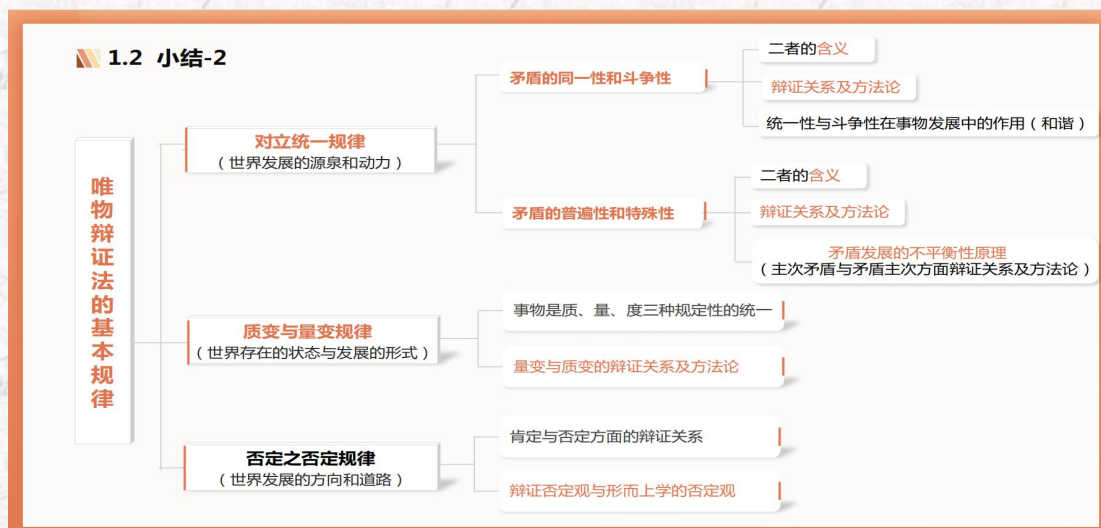 1.2 小结-2
唯物辩证法的基本规律
对立统一规律
（世界发展的源泉和动力）
矛盾的同一性和斗争性
二者的含义
辩证关系及方法论
统一性与斗争性在事物发展中的作用（和谐）
矛盾的普遍性和特殊性
二者的含义
辩证关系及方法论
矛盾发展的不平衡性原理
（主次矛盾与矛盾主次方面辩证关系及方法论）
质变与量变规律
（世界存在的状态与发展的形式）
事物是质、量、度三种规定性的统一
量变与质变的辩证关系及方法论
否定之否定规律
（世界发展的方向和道路）
肯定与否定方面的辩证关系
辩证否定观与形而上学的否定观